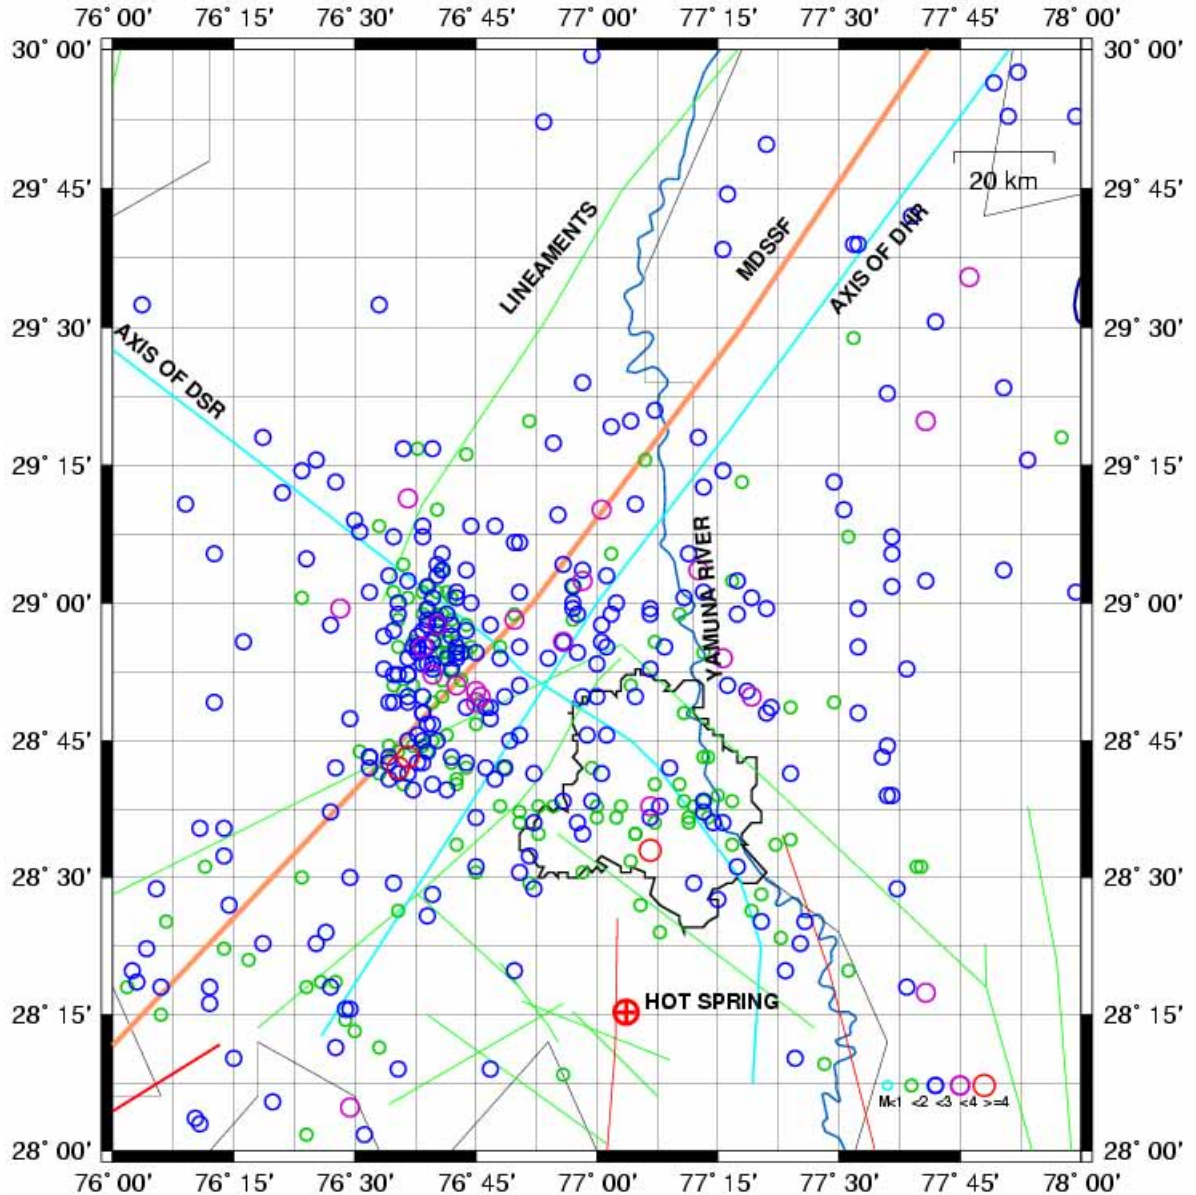 76° 00' 76° 30' 76° 45' 77° 00' 77° 15' 77° 30' 77° 45' 78° 00'
30° 00' 30° 00'
20 km
29° 45' 29° 45'
LINEAMENTS
MDSSF
AXIS OF DHR
29° 30' 29° 30'
AXIS OF DSR
29° 15' 29° 15'
YAMUNA RIVER
29° 00' 29° 00'
28° 45' 28° 45'
28° 30' 28° 30'
HOT SPRING
28° 15' 28° 15'
M<1 <2 <3 <4 >=4
28° 00' 28° 00'
76° 00' 76° 15' 76° 30' 76° 45' 77° 00' 77° 15' 77° 30' 77° 45' 78° 00'